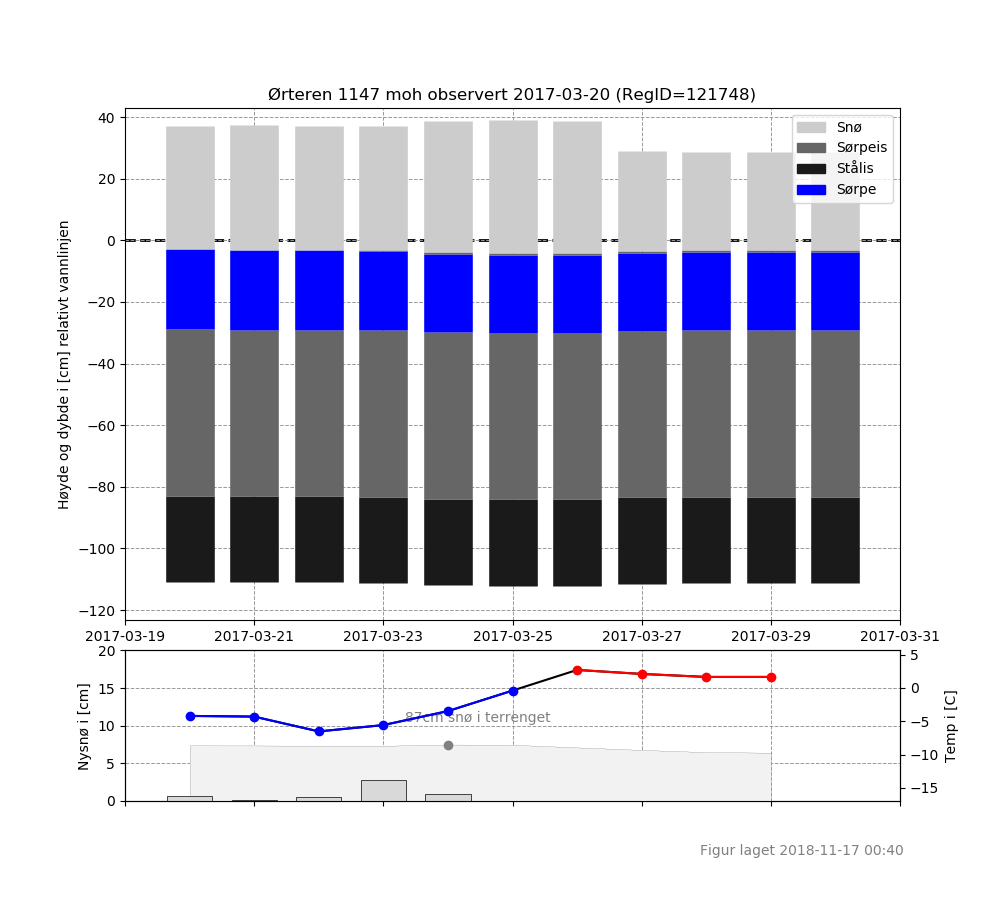 Ørteren 1147 moh observert 2017-03-20 (RegID=121748)
Snø
Sørpeis
Stålis
Sørpe
Høyde og dybde i [cm] relativt vannlinjen
40
20
0
−20
−40
−60
−80
−100
−120
2017-03-19 2017-03-21 2017-03-23 2017-03-25 2017-03-27 2017-03-29 2017-03-31
Nysnø i [cm]
20
15
10
5
0
87cm snø i terrenget
5
0
−5
−10
−15
Temp i [C]
Figur laget 2018-11-17 00:40